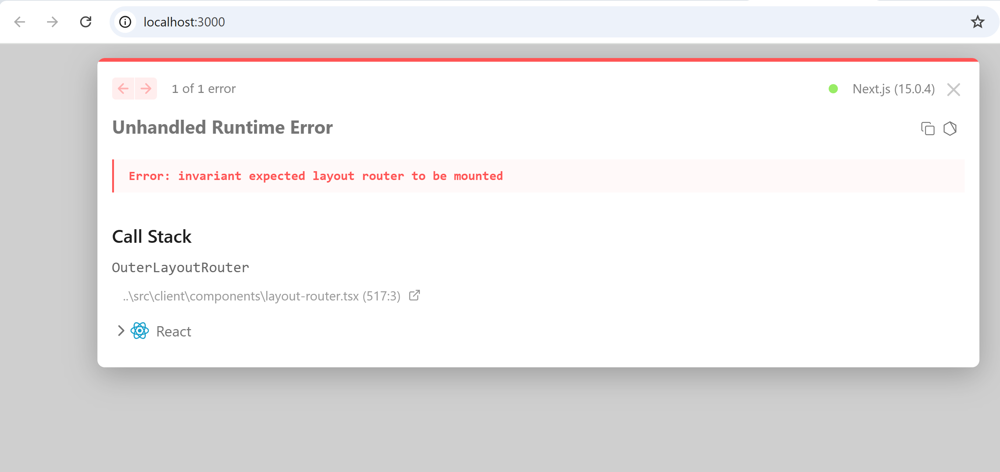 localhost:3000
1 of 1 error
Next.js (15.0.4)
Unhandled Runtime Error
Error: invariant expected layout router to be mounted
Call Stack
OuterLayoutRouter
..\src\client\components\layout-router.tsx (517:3)
React